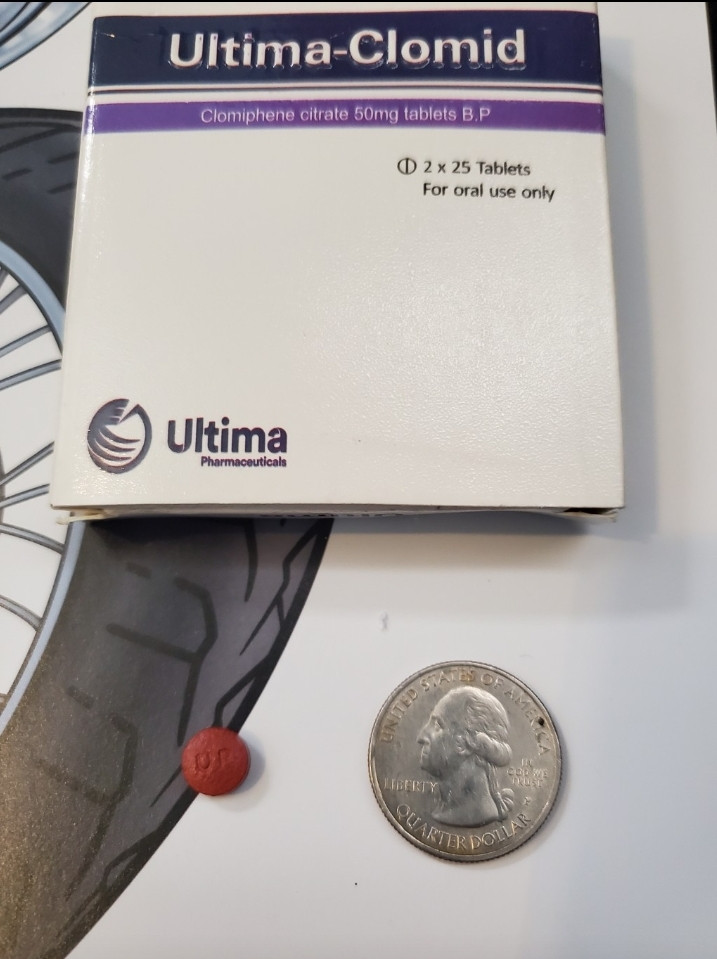 Ultima-Clomid
Clomiphene citrate 50mg tablets B.P
2 x 25 Tablets
For oral use only
Ultima
Pharmaceuticals
UNITED STATES OF AMERICA
IN
GOD WE
TRUST
LIBERTY
QUARTER DOLLAR